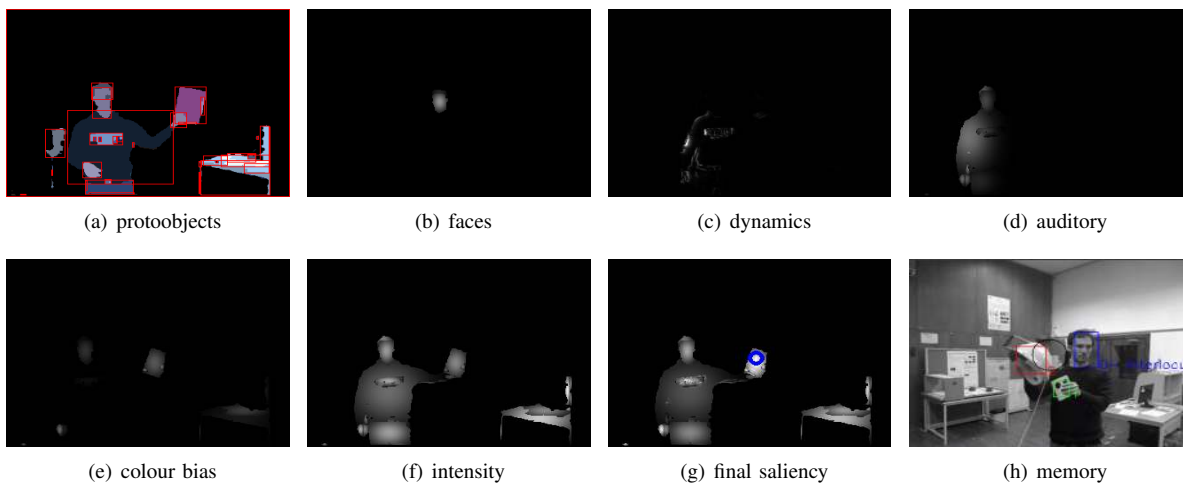 (a) protoobjects
(b) faces
(c) dynamics
(d) auditory
(e) colour bias
(f) intensity
(g) final saliency
(h) memory